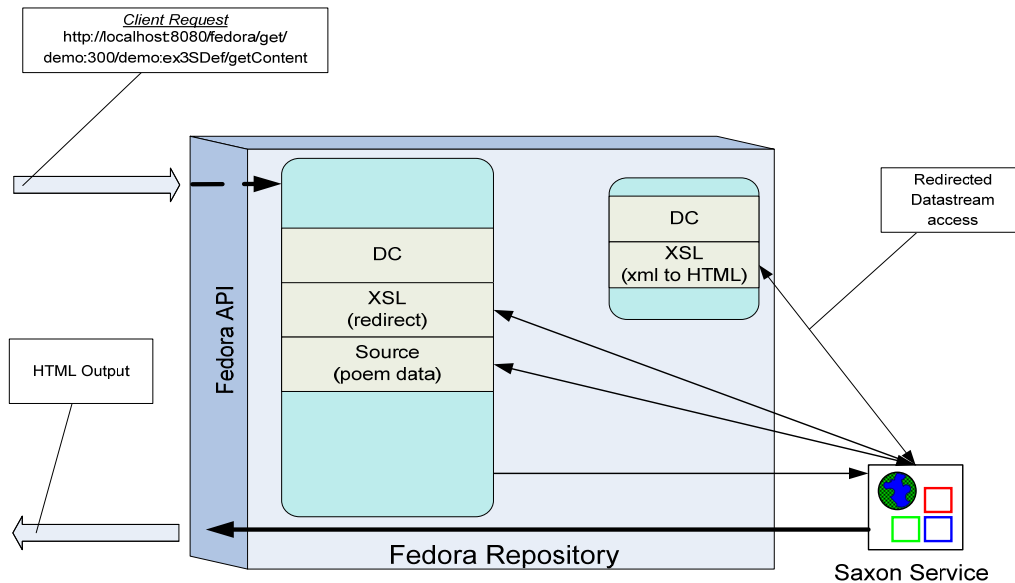 Client Request
http://localhost:8080/fedora/get/
demo:300/demo:ex3SDef/getContent
Redirected
Datastream
access
DC
XSL
(xml to HTML)
DC
XSL
(redirect)
Source
(poem data)
Fedora API
HTML Output
Fedora Repository
Saxon Service